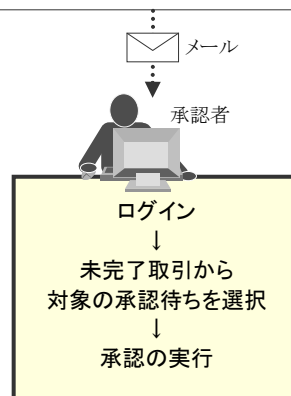 メール
承認者
ログイン
↓
未完了取引から
対象の承認待ちを選択
↓
承認の実行